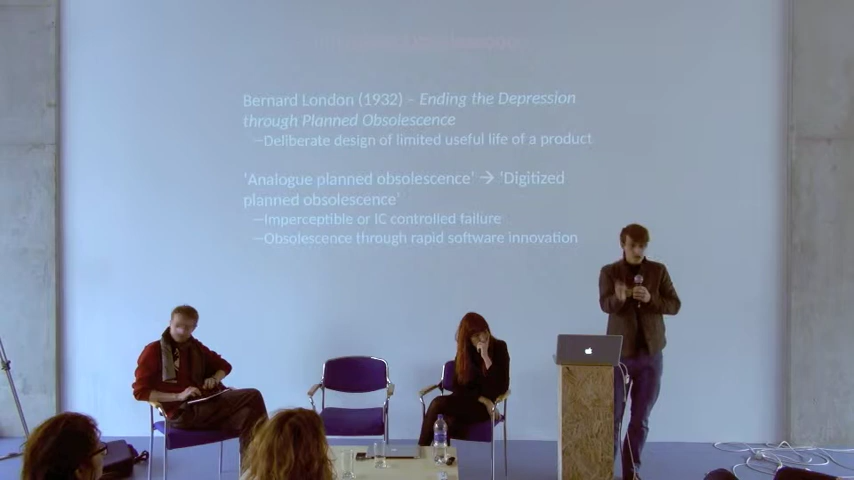 Bernard London (1932) – Ending the Depression
through Planned Obsolescence
–Deliberate design of limited useful life of a product
'Analogue planned obsolescence' → 'Digitized
planned obsolescence'
–Imperceptible or IC controlled failure
–Obsolescence through rapid software innovation